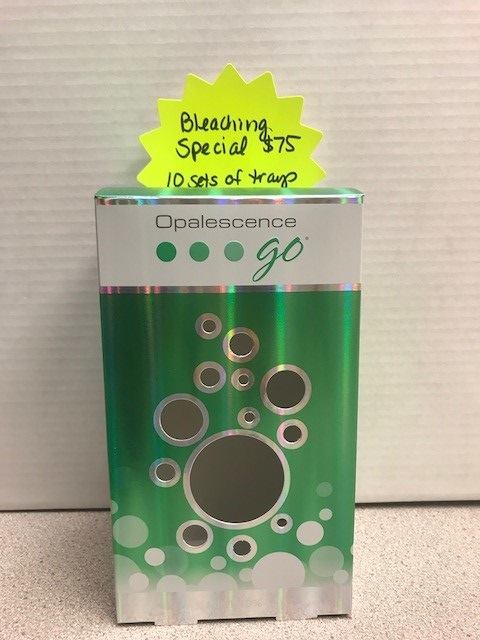 Bleaching
Special $75
10 sets of trays
Opalescence
go®